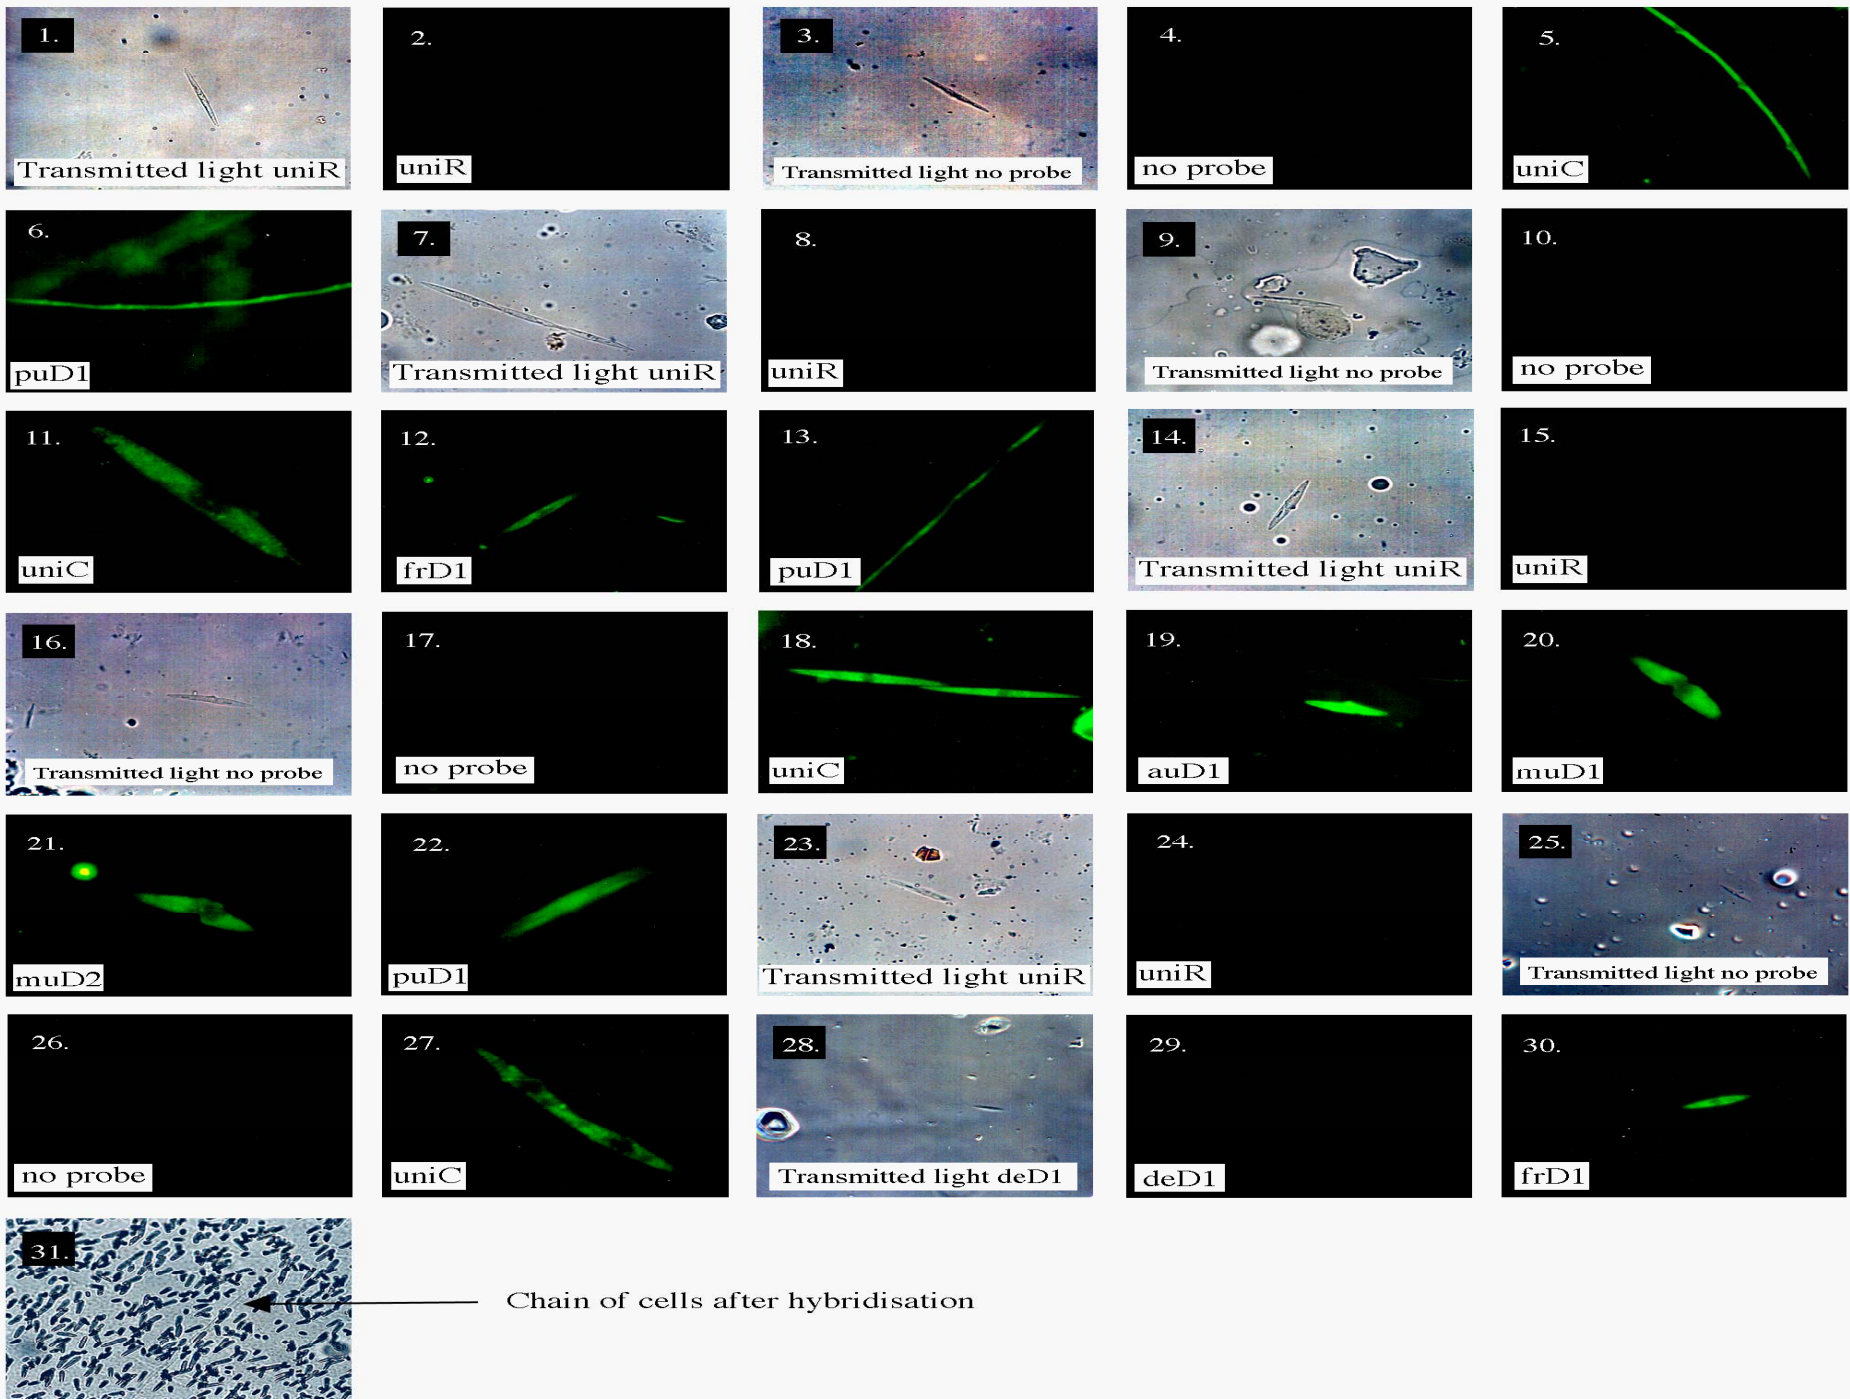 1.
Transmitted light uniR
2.
uniR
3.
Transmitted light no probe
4.
no probe
5.
uniC
6.
puD1
7.
Transmitted light uniR
8.
uniR
9.
Transmitted light no probe
10.
no probe
11.
uniC
12.
frD1
13.
puD1
14.
Transmitted light uniR
15.
uniR
16.
Transmitted light no probe
17.
no probe
18.
uniC
19.
auD1
20.
muD1
21.
muD2
22.
puD1
23.
Transmitted light uniR
24.
uniR
25.
Transmitted light no probe
26.
no probe
27.
uniC
28.
Transmitted light deD1
29.
deD1
30.
frD1
31.
Chain of cells after hybridisation